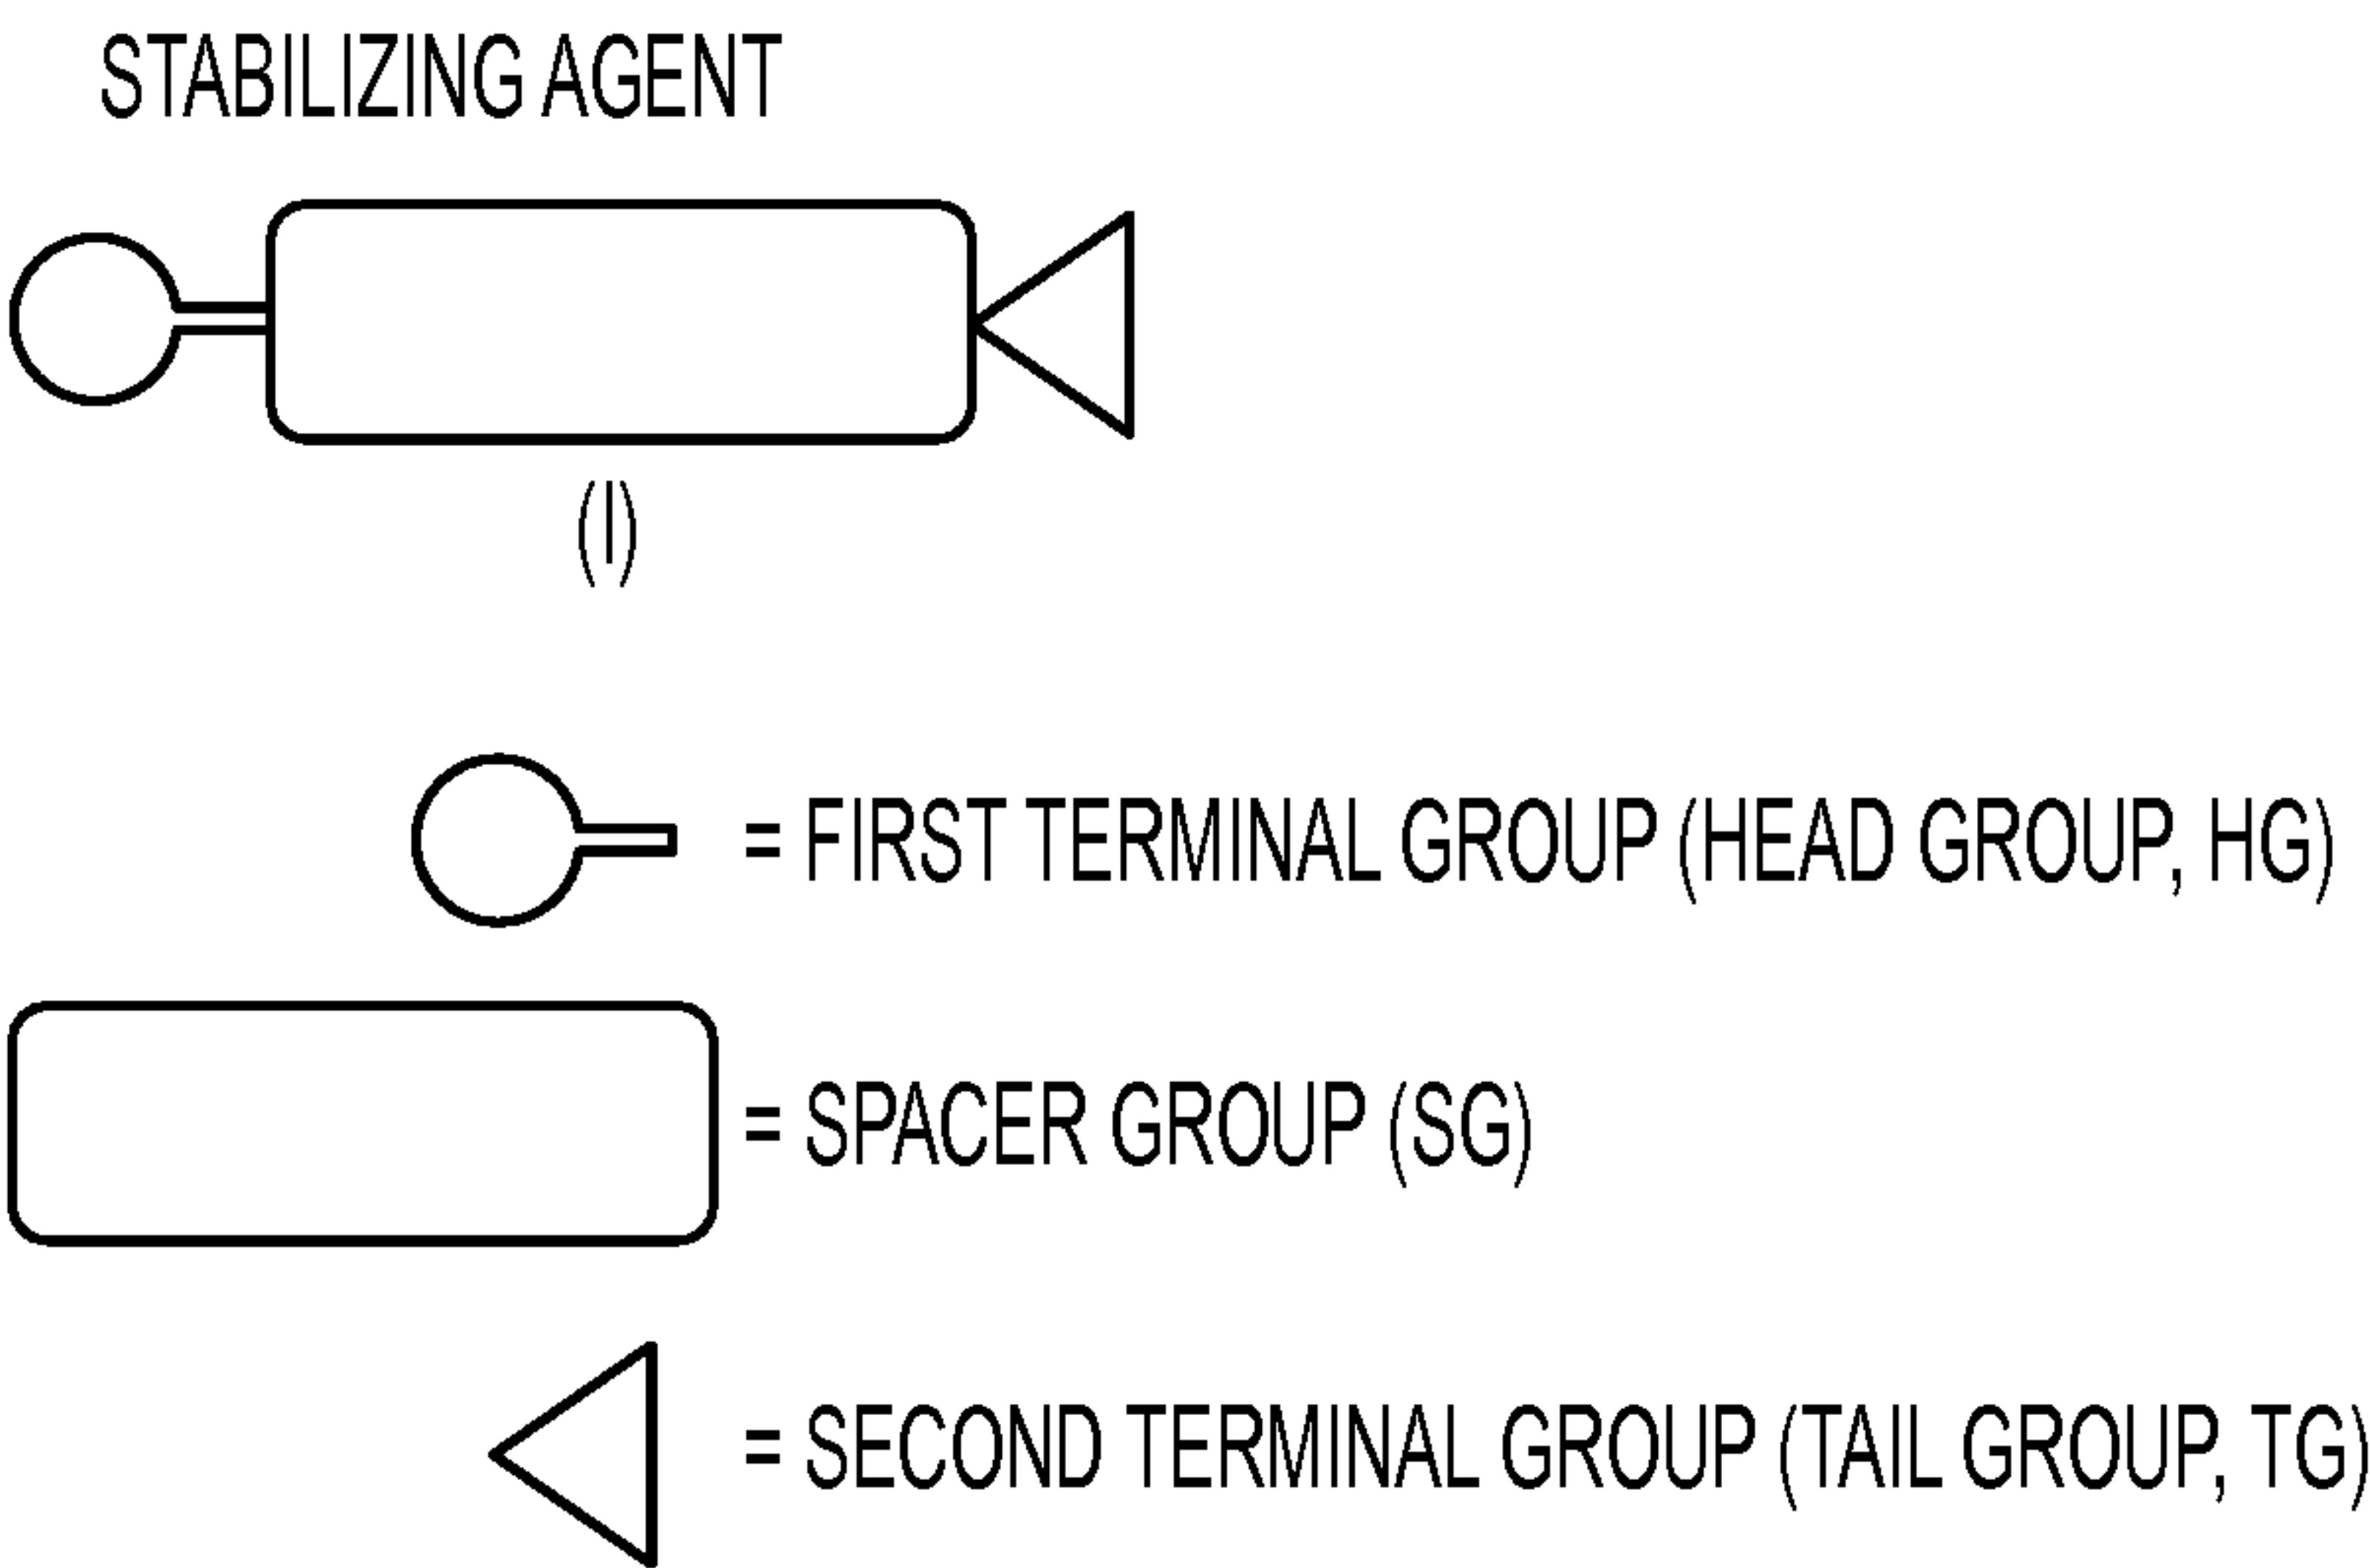 STABILIZING AGENT
(I)
= FIRST TERMINAL GROUP (HEAD GROUP, HG)
= SPACER GROUP (SG)
= SECOND TERMINAL GROUP (TAIL GROUP, TG)